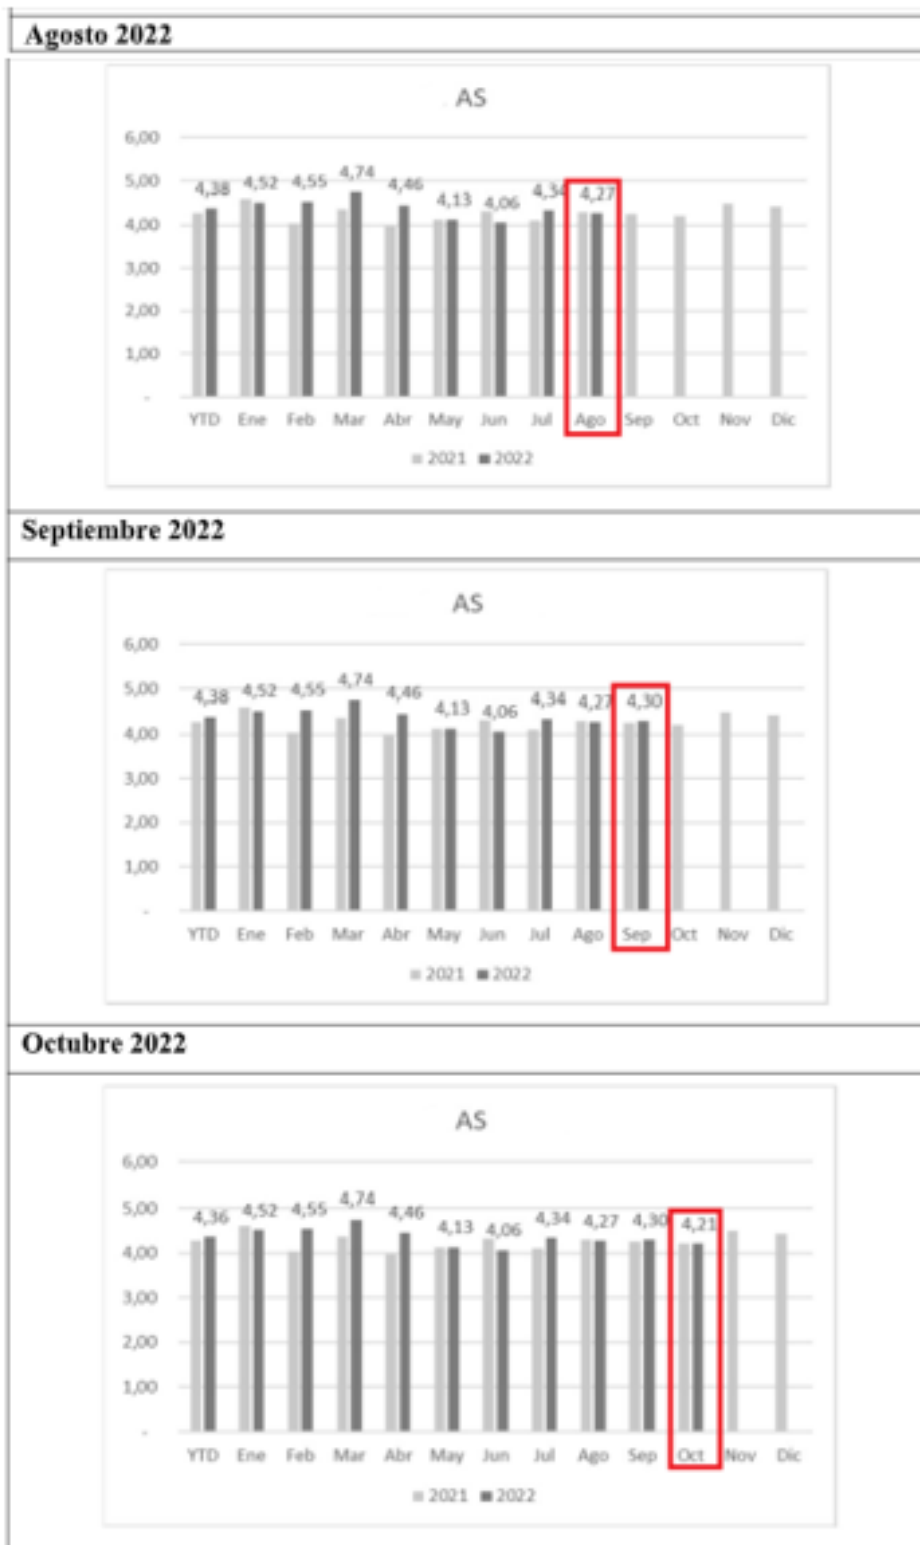 Agosto 2022
AS
6,00
5,00
4,00
3,00
2,00
1,00
-
4,38 4,52 4,55 4,74 4,46 4,13 4,06 4,34 4,27
YTD Ene Feb Mar Abr May Jun Jul Ago Sep Oct Nov Dic
2021 2022
Septiembre 2022
AS
6,00
5,00
4,00
3,00
2,00
1,00
-
4,38 4,52 4,55 4,74 4,46 4,13 4,06 4,34 4,27 4,30
YTD Ene Feb Mar Abr May Jun Jul Ago Sep Oct Nov Dic
2021 2022
Octubre 2022
AS
6,00
5,00
4,00
3,00
2,00
1,00
-
4,36 4,52 4,55 4,74 4,46 4,13 4,06 4,34 4,27 4,30 4,21
YTD Ene Feb Mar Abr May Jun Jul Ago Sep Oct Nov Dic
2021 2022